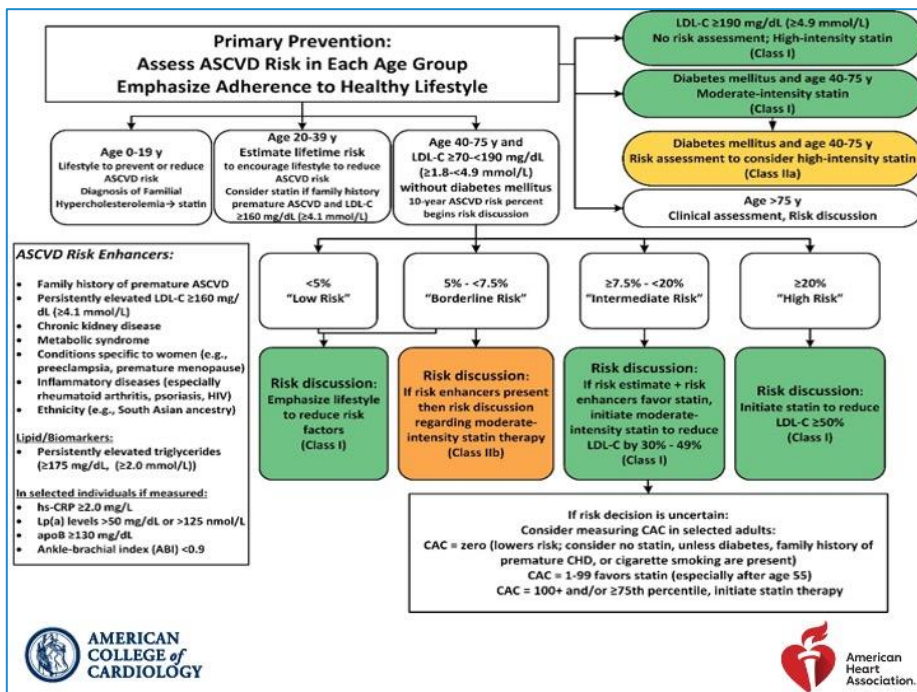 Primary Prevention:
Assess ASCVD Risk in Each Age Group
Emphasize Adherence to Healthy Lifestyle
LDL-C ≥190 mg/dL (≥4.9 mmol/L)
No risk assessment; High-intensity statin
(Class I)
Diabetes mellitus and age 40-75 y
Moderate-intensity statin
(Class I)
Diabetes mellitus and age 40-75 y
Risk assessment to consider high-intensity statin
(Class IIa)
Age >75 y
Clinical assessment, Risk discussion
Age 0-19 y
Lifestyle to prevent or reduce
ASCVD risk
Diagnosis of Familial
Hypercholesterolemia→ statin
Age 20-39 y
Estimate lifetime risk
to encourage lifestyle to reduce
ASCVD risk
Consider statin if family history
premature ASCVD and LDL-C
≥160 mg/dL (≥4.1 mmol/L)
Age 40-75 y and
LDL-C ≥70-<190 mg/dL
(≥1.8-<4.9 mmol/L)
without diabetes mellitus
10-year ASCVD risk percent
begins risk discussion
ASCVD Risk Enhancers:
• Family history of premature ASCVD
• Persistently elevated LDL-C ≥160 mg/
dL (≥4.1 mmol/L)
• Chronic kidney disease
• Metabolic syndrome
• Conditions specific to women (e.g.,
preeclampsia, premature menopause)
• Inflammatory diseases (especially
rheumatoid arthritis, psoriasis, HIV)
• Ethnicity (e.g., South Asian ancestry)
Lipid/Biomarkers:
• Persistently elevated triglycerides
(≥175 mg/dL, (≥2.0 mmol/L))
In selected individuals if measured:
• hs-CRP ≥2.0 mg/L
• Lp(a) levels >50 mg/dL or >125 nmol/L
• apoB ≥130 mg/dL
• Ankle-brachial index (ABI) <0.9
<5%
"Low Risk"
5% - <7.5%
"Borderline Risk"
≥7.5% - <20%
"Intermediate Risk"
≥20%
"High Risk"
Risk discussion:
Emphasize lifestyle
to reduce risk
factors
(Class I)
Risk discussion:
If risk enhancers present
then risk discussion
regarding moderate-
intensity statin therapy
(Class IIb)
Risk discussion:
If risk estimate + risk
enhancers favor statin,
initiate moderate-
intensity statin to reduce
LDL-C by 30% - 49%
(Class I)
Risk discussion:
Initiate statin to reduce
LDL-C ≥50%
(Class I)
If risk decision is uncertain:
Consider measuring CAC in selected adults:
CAC = zero (lowers risk; consider no statin, unless diabetes, family history of
premature CHD, or cigarette smoking are present)
CAC = 1-99 favors statin (especially after age 55)
CAC = 100+ and/or ≥75th percentile, initiate statin therapy
AMERICAN
COLLEGE of
CARDIOLOGY
American
Heart
Association.